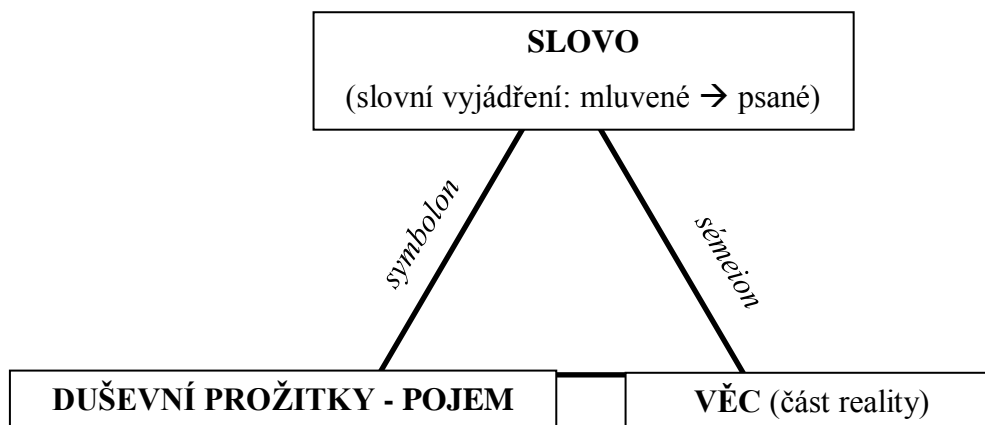 SLOVO
(slovní vyjádření: mluvené → psané)
symbolon
sémeion
DUŠEVNÍ PROŽITKY - POJEM
VĚC (část reality)